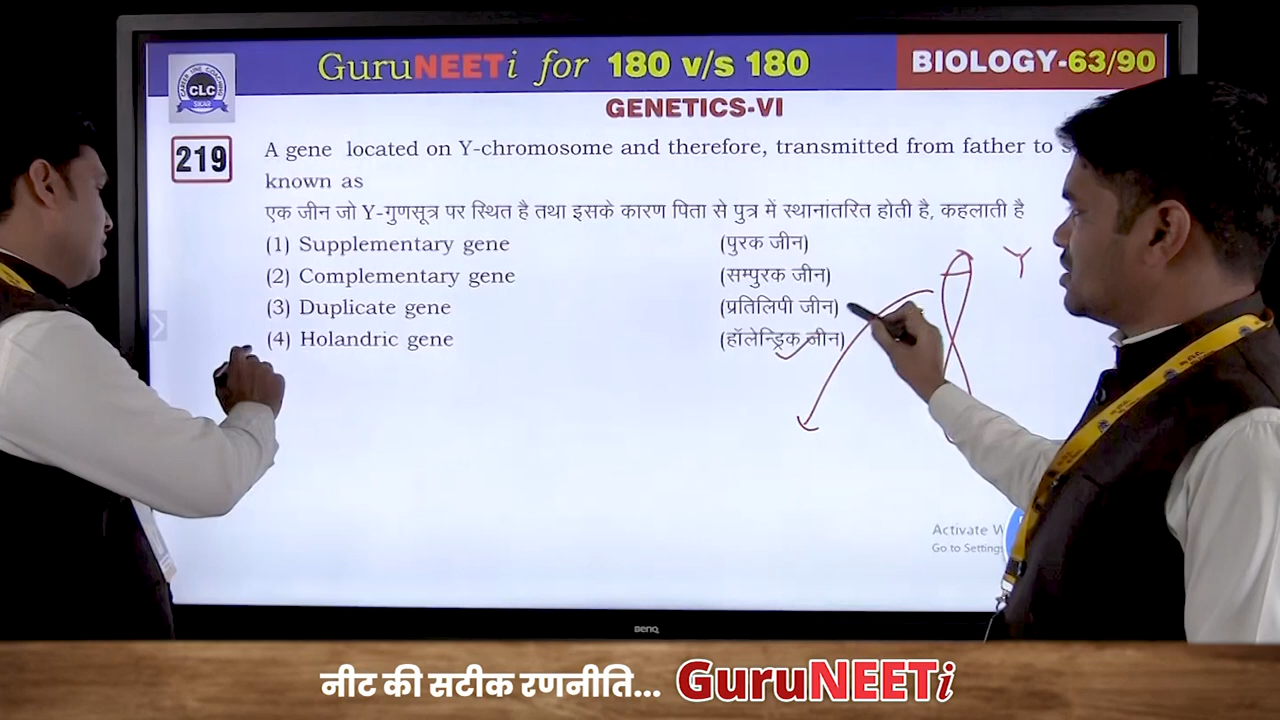 GuruNEETi for 180 v/s 180
BIOLOGY-63/90
CLC
SIKAR
GENETICS-VI
219
A gene located on Y-chromosome and therefore, transmitted from father to
known as
एक जीन जो Y-गुणसूत्र पर स्थित है तथा इसके कारण पिता से पुत्र में स्थानांतरित होती है, कहलाती है
(1) Supplementary gene (पुरक जीन)
(2) Complementary gene (सम्पुरक जीन)
(3) Duplicate gene (प्रतिलिपी जीन)
(4) Holandric gene (हॉलेन्ड्रिक जीन)
Y
Activate W
Go to Settings
BENQ
नीट की सटीक रणनीति... GuruNEETi